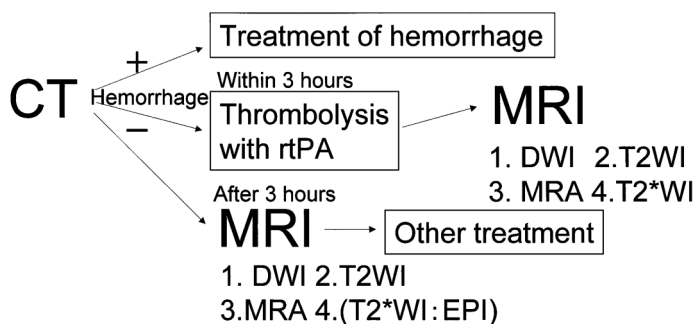 Treatment of hemorrhage
+
CT
Hemorrhage
−
Within 3 hours
Thrombolysis
with rtPA
MRI
1. DWI 2.T2WI
3. MRA 4.T2*WI
After 3 hours
MRI
Other treatment
1. DWI 2.T2WI
3.MRA 4.(T2*WI:EPI)